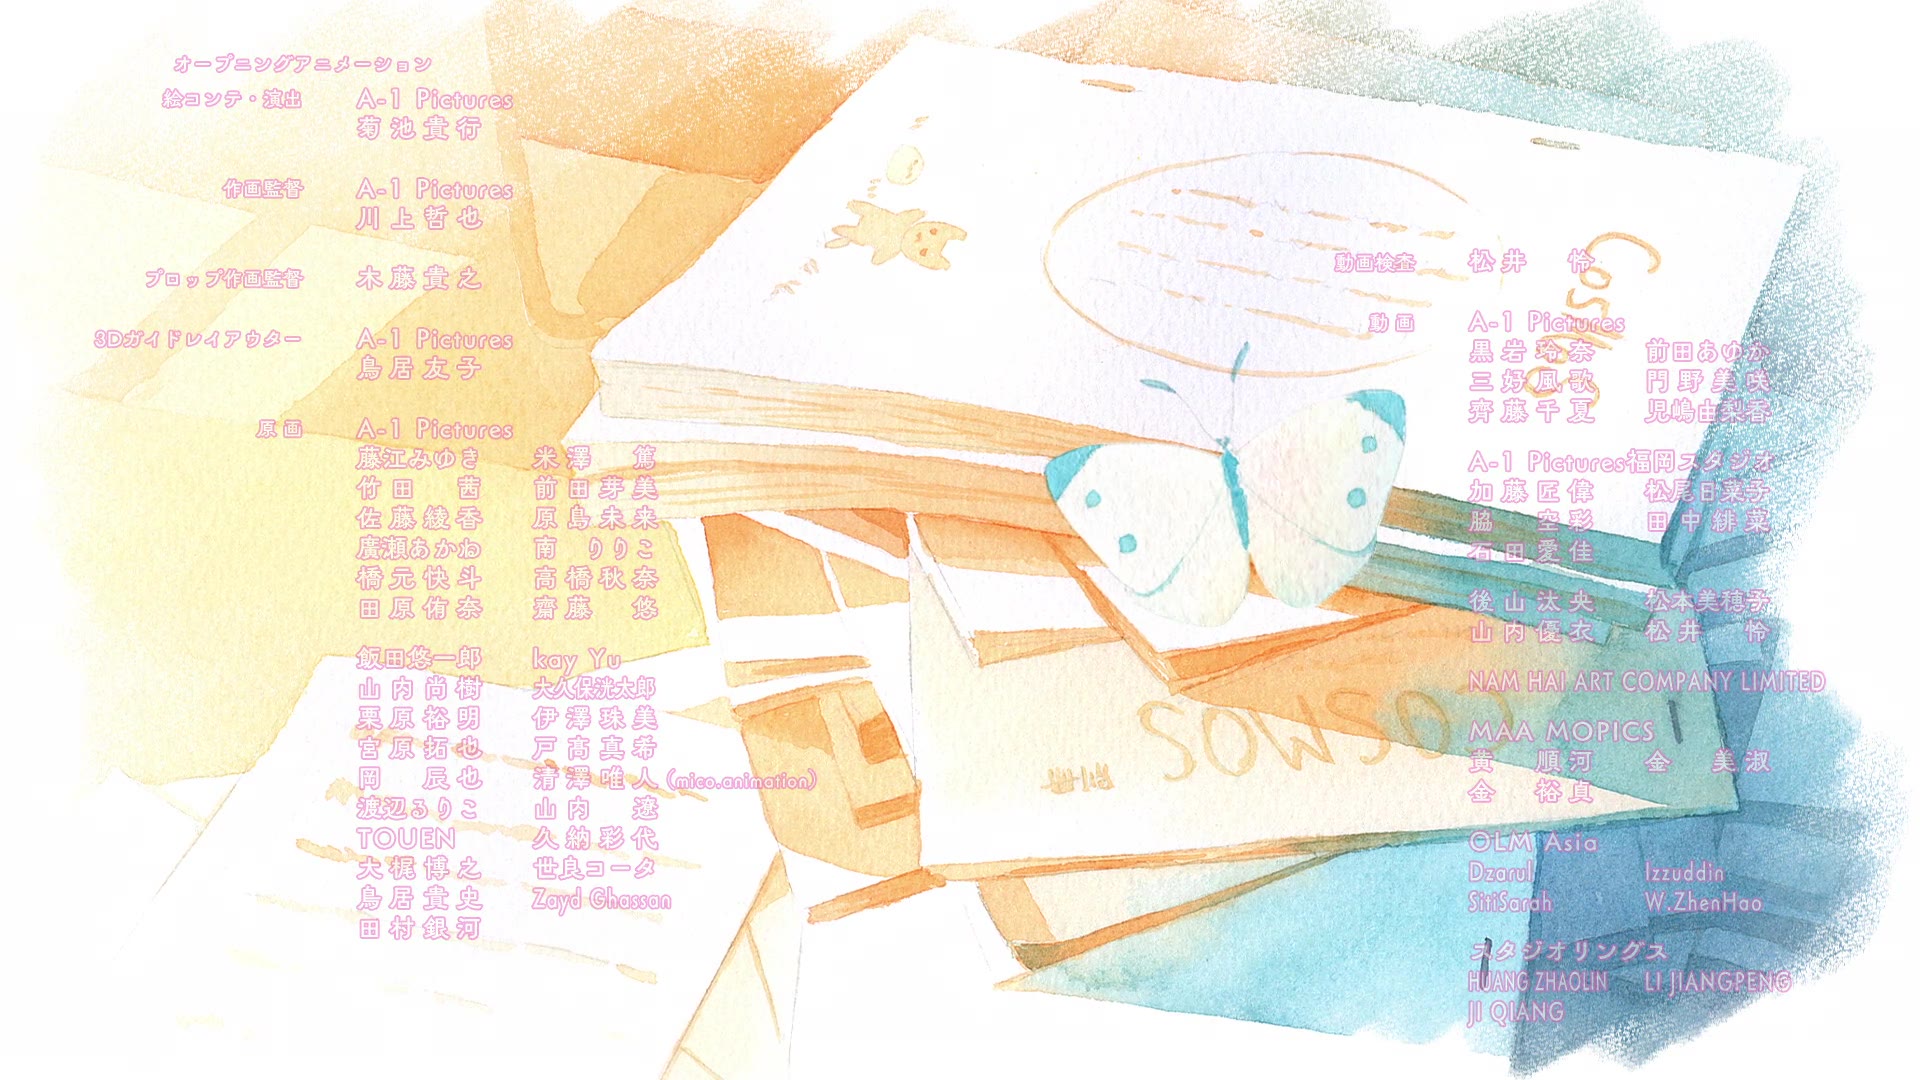 オープニングアニメーション
絵コンテ・演出 A-1 Pictures
菊池貴行
作画監督 A-1 Pictures
川上哲也
プロップ作画監督 木藤貴之
3Dガイドレイアウター A-1 Pictures
鳥居友子
原画 A-1 Pictures
藤江みゆき 米澤 篤
竹田 茜 前田芽美
佐藤綾香 原島未来
廣瀬あかね 南 りりこ
橋元快斗 高橋秋奈
田原侑奈 齋藤 悠
飯田悠一郎 kay Yu
山内尚樹 大久保洸太郎
栗原裕明 伊澤珠美
宮原拓也 戸髙真希
岡 辰也 清澤唯人(mico.animation)
渡辺るりこ 山内 遼
TOUEN 久納彩代
大梶博之 世良コータ
鳥居貴史 Zayd Ghassan
田村銀河
動画検査 松井 怜
動画 A-1 Pictures
黒岩玲奈 前田あゆか
三好風歌 門野美咲
齊藤千夏 児嶋由梨香
A-1 Pictures福岡スタジオ
加藤匠偉 松尾日菜子
脇 空彩 田中緋菜
石田愛佳
後山汰央 松本美穂子
山内優衣 松井 怜
NAM HAI ART COMPANY LIMITED
MAA MOPICS
黄 順河 金 美淑
金 裕貞
OLM Asia
Dzarul Izzuddin
SitiSarah W.ZhenHao
スタジオリングス
HUANG ZHAOLIN LI JIANGPENG
JI QIANG
Cosmo
COSMOS
別冊